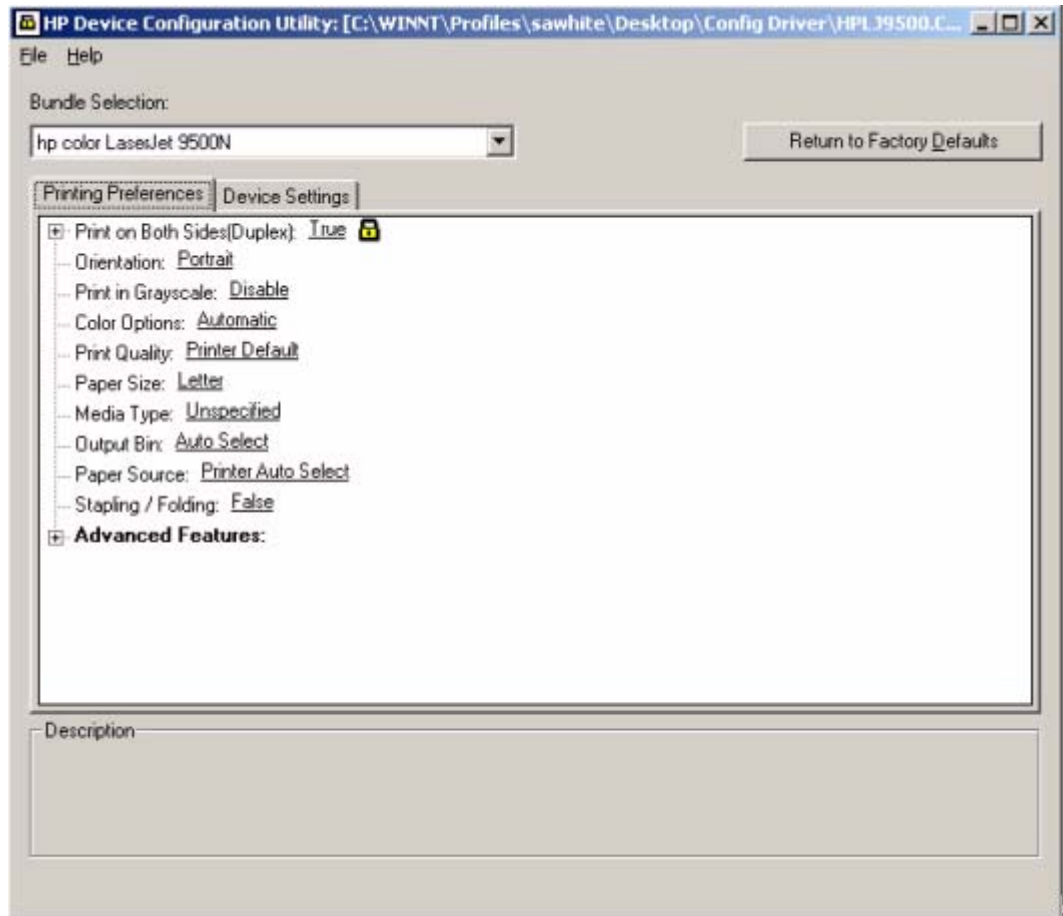 HP Device Configuration Utility: [C:\WINNT\Profiles\sawhite\Desktop\Config Driver\HPLJ9500.C...
File Help
Bundle Selection:
hp color LaserJet 9500N
Return to Factory Defaults
Printing Preferences Device Settings
Print on Both Sides(Duplex): True
Orientation: Portrait
Print in Grayscale: Disable
Color Options: Automatic
Print Quality: Printer Default
Paper Size: Letter
Media Type: Unspecified
Output Bin: Auto Select
Paper Source: Printer Auto Select
Stapling / Folding: False
Advanced Features:
Description